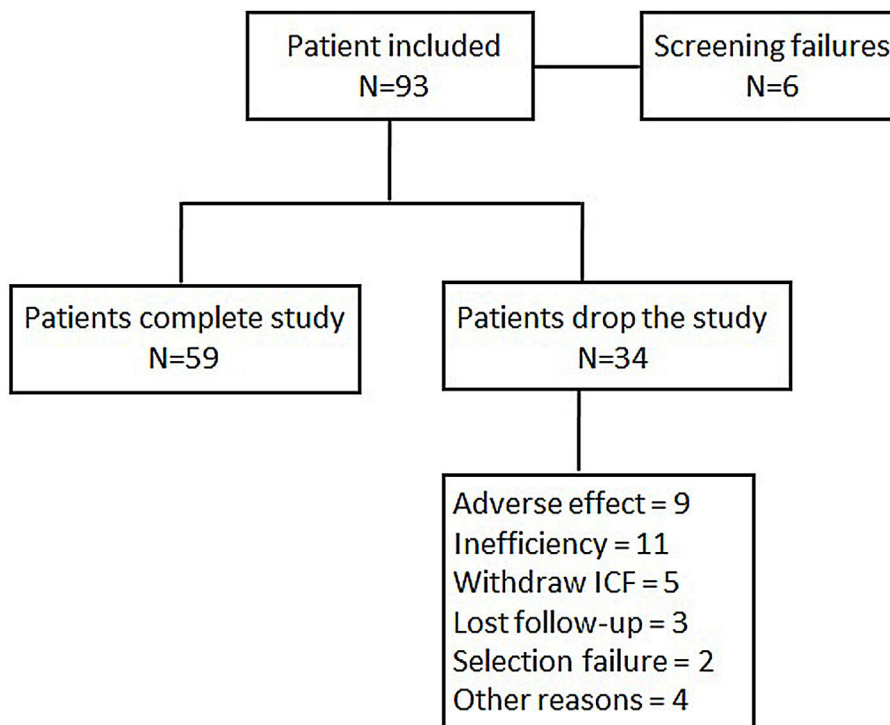 Patient included
N=93
Screening failures
N=6
Patients complete study
N=59
Patients drop the study
N=34
Adverse effect = 9
Inefficiency = 11
Withdraw ICF = 5
Lost follow-up = 3
Selection failure = 2
Other reasons = 4